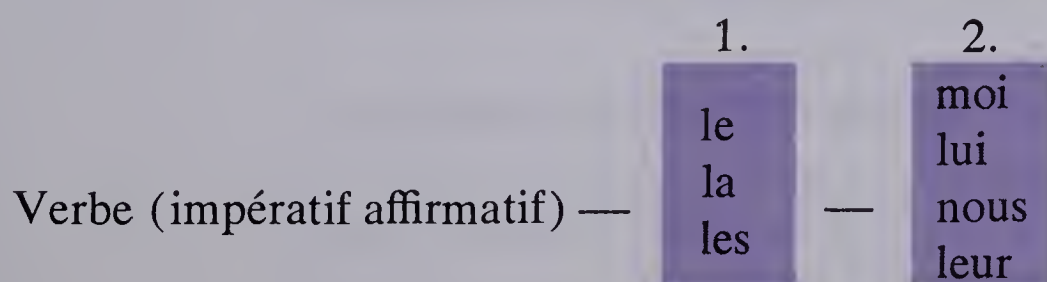 1. 2.
le
la
les
moi
lui
nous
leur
Verbe (impératif affirmatif) — —